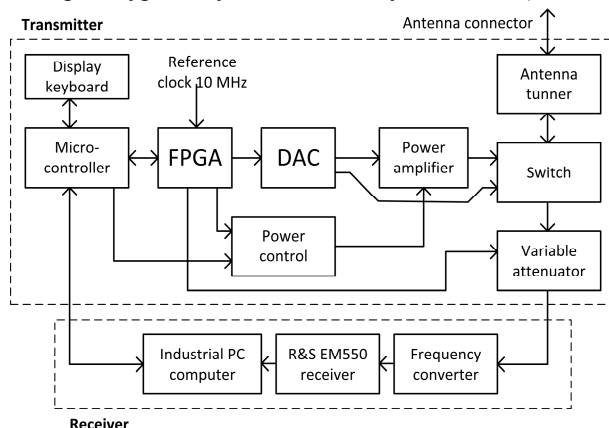 Transmitter
Antenna connector
Display
keyboard
Reference
clock 10 MHz
Antenna
tunner
Micro-
controller
FPGA
DAC
Power
amplifier
Switch
Power
control
Variable
attenuator
Industrial PC
computer
R&S EM550
receiver
Frequency
converter
Receiver